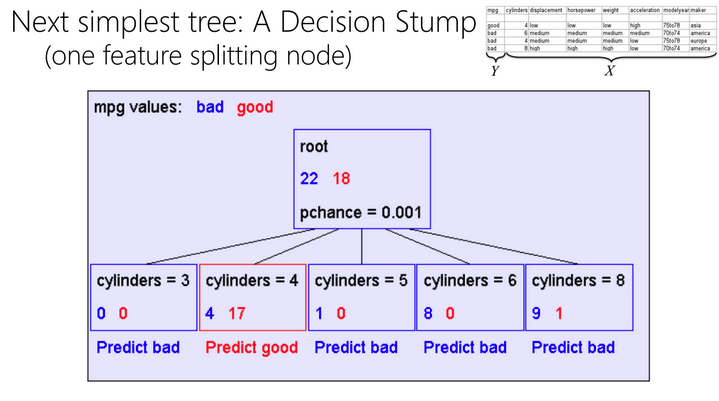 Next simplest tree: A Decision Stump
(one feature splitting node)
mpg cylinders displacement horsepower weight acceleration modelyear maker
good 4 low low low high 75to78 asia
bad 6 medium medium medium medium 70to74 america
bad 4 medium medium medium low 75to78 europe
bad 8 high high high low 70to74 america
Y X
mpg values: bad good
root
22 18
pchance = 0.001
cylinders = 3 cylinders = 4 cylinders = 5 cylinders = 6 cylinders = 8
0 0 4 17 1 0 8 0 9 1
Predict bad Predict good Predict bad Predict bad Predict bad